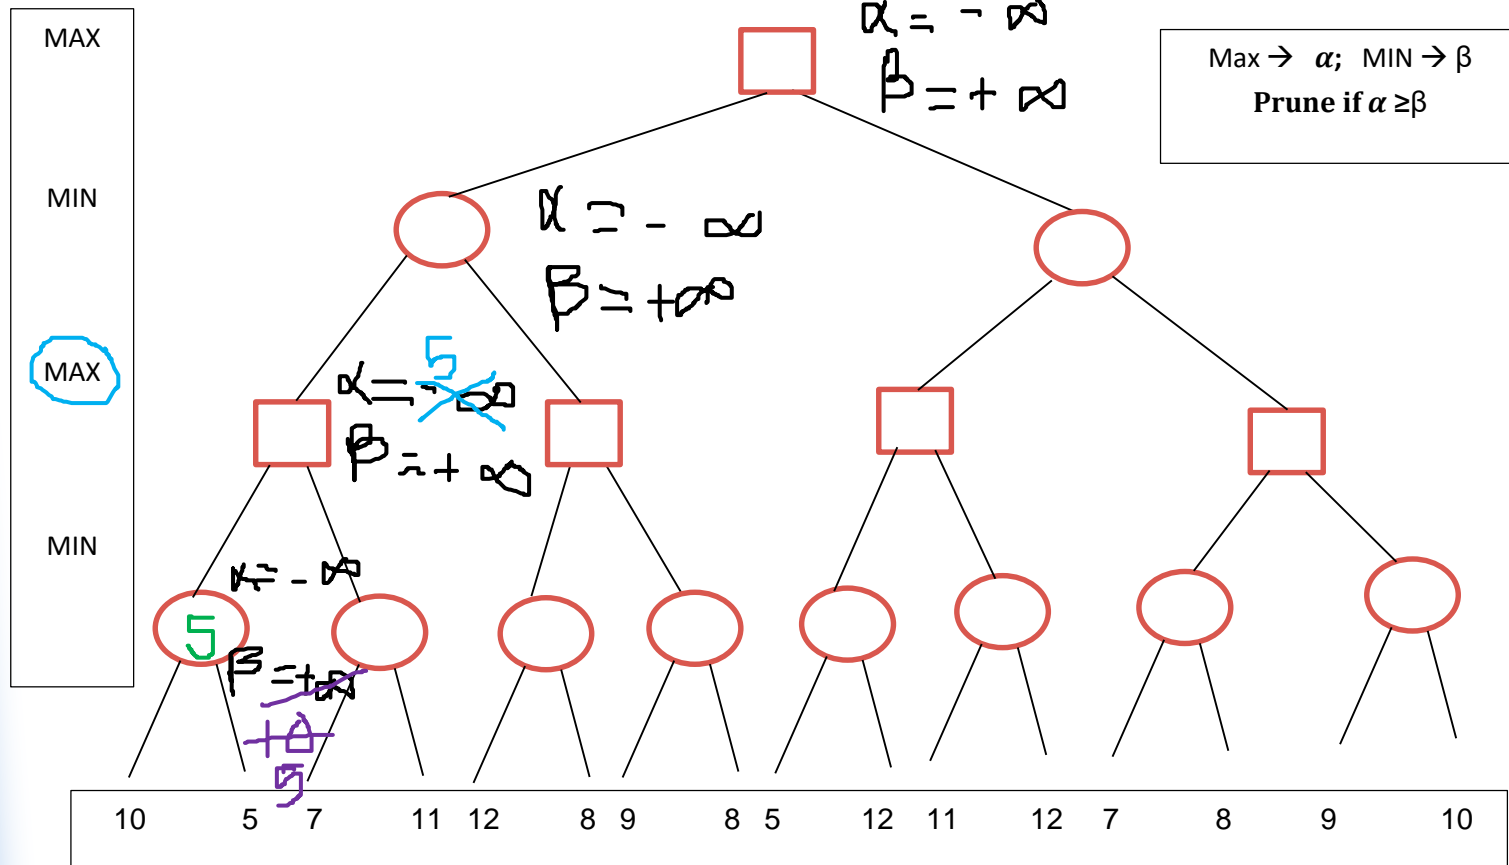 MAX
α = - ∞
β = + ∞
Max → α; MIN → β
Prune if α ≥β
MIN
α = - ∞
β = +∞
MAX
5
α = - ∞
β = + ∞
MIN
α = - ∞
5
β = +∞
10
5
10 5 7 11 12 8 9 8 5 12 11 12 7 8 9 10